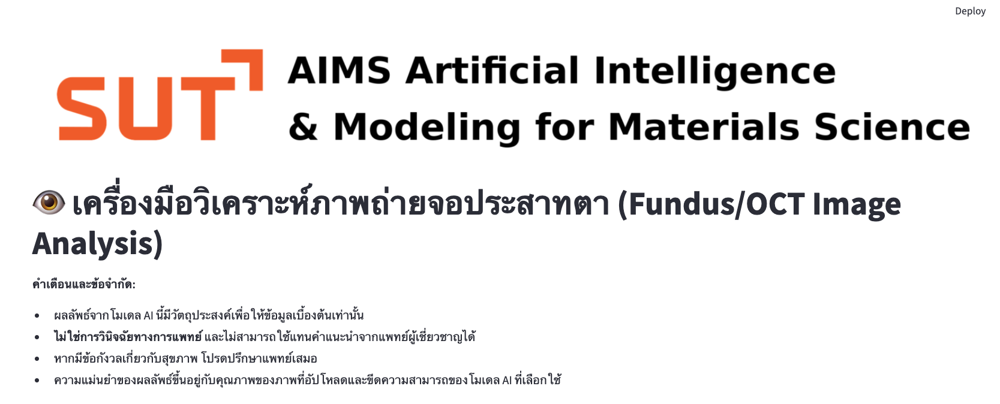 Deploy
SUT
AIMS Artificial Intelligence
& Modeling for Materials Science
👁️ เครื่องมือวิเคราะห์ภาพถ่ายจอประสาทตา (Fundus/OCT Image
Analysis)
คำเตือนและข้อจำกัด:
• ผลลัพธ์จากโมเดล AI นี้มีวัตถุประสงค์เพื่อให้ข้อมูลเบื้องต้นเท่านั้น
• ไม่ใช่การวินิจฉัยทางการแพทย์ และไม่สามารถใช้แทนคำแนะนำจากแพทย์ผู้เชี่ยวชาญได้
• หากมีข้อกังวลเกี่ยวกับสุขภาพ โปรดปรึกษาแพทย์เสมอ
• ความแม่นยำของผลลัพธ์ขึ้นอยู่กับคุณภาพของภาพที่อัปโหลดและขีดความสามารถของโมเดล AI ที่เลือกใช้